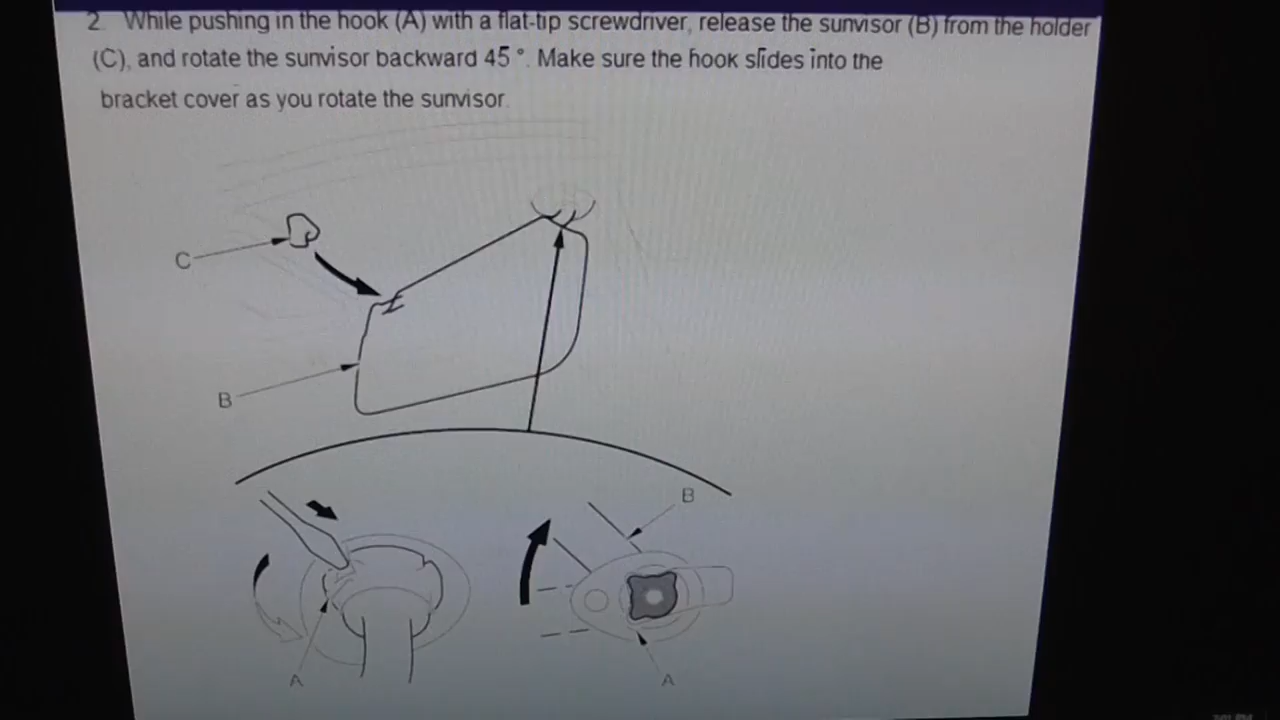 2. While pushing in the hook (A) with a flat-tip screwdriver, release the sunvisor (B) from the holder
(C), and rotate the sunvisor backward 45°. Make sure the hook slides into the
bracket cover as you rotate the sunvisor.
C
B
B
A
A